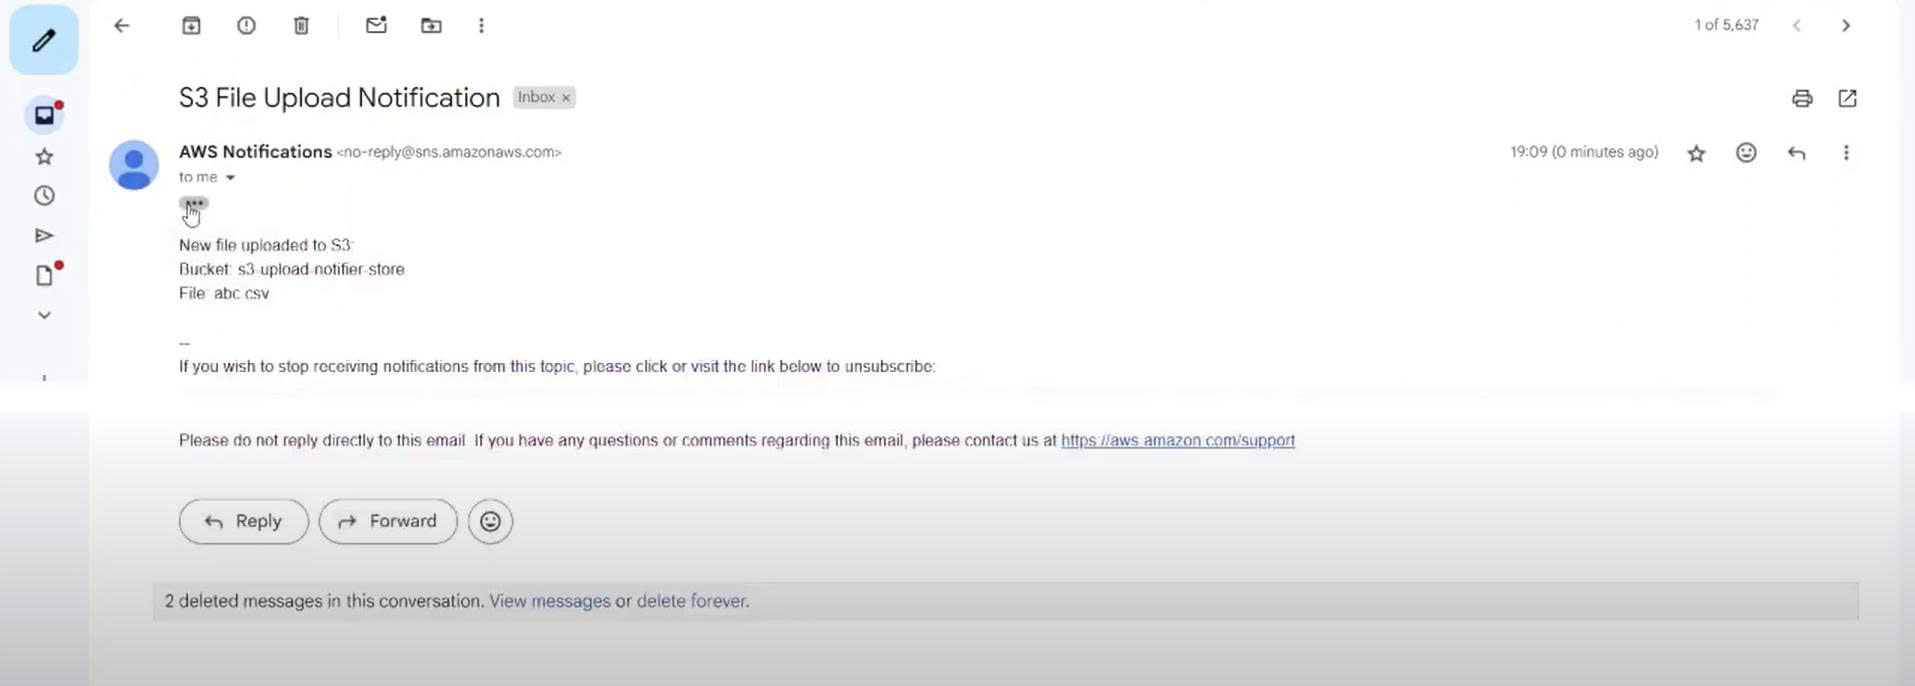 1 of 5,637
S3 File Upload Notification Inbox ×
AWS Notifications <no-reply@sns.amazonaws.com> 19:09 (0 minutes ago)
to me
New file uploaded to S3:
Bucket: s3-upload-notifier-store
File: abc.csv
--
If you wish to stop receiving notifications from this topic, please click or visit the link below to unsubscribe:
Please do not reply directly to this email. If you have any questions or comments regarding this email, please contact us at https://aws.amazon.com/support
Reply Forward
2 deleted messages in this conversation. View messages or delete forever.